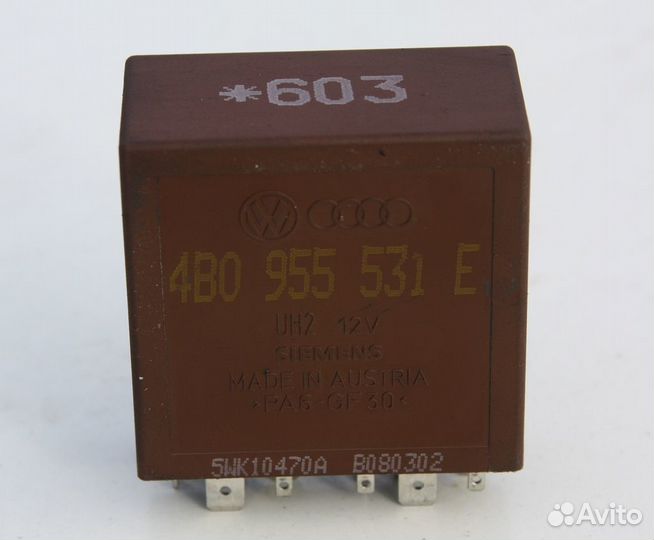 *603
4B0 955 531 E
UH2 12V
SIEMENS
MADE IN AUSTRIA
>PA6-GF30<
5WK10470A B080302
Avito